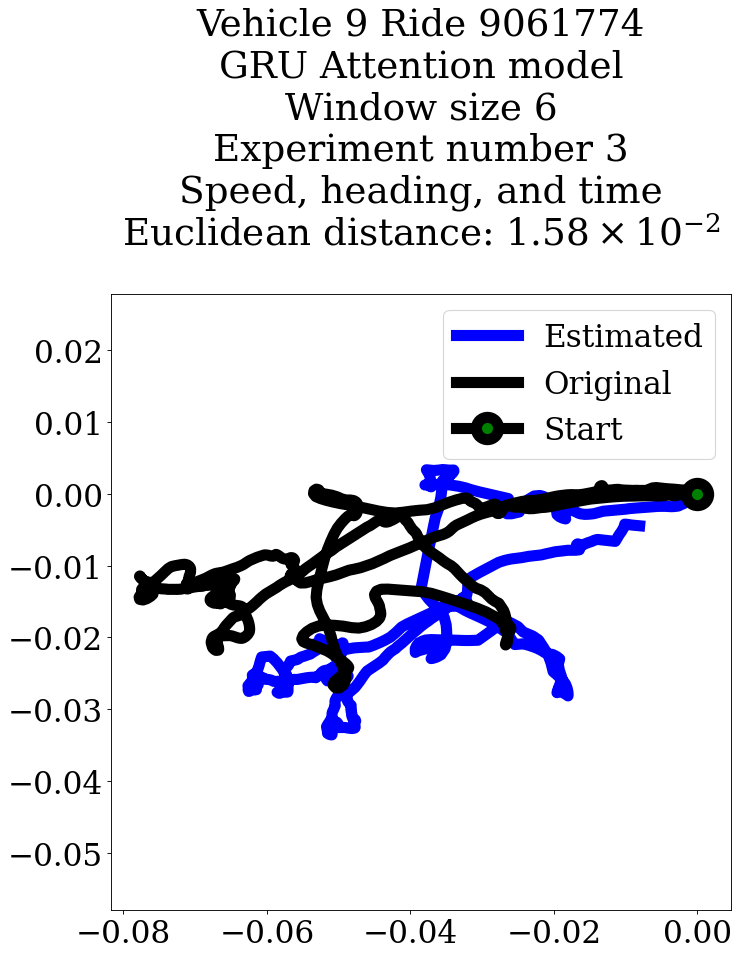 Vehicle 9 Ride 9061774
GRU Attention model
Window size 6
Experiment number 3
Speed, heading, and time
Euclidean distance: 1.58 × 10⁻²
Estimated
Original
Start
0.02
0.01
0.00
−0.01
−0.02
−0.03
−0.04
−0.05
−0.08 −0.06 −0.04 −0.02 0.00